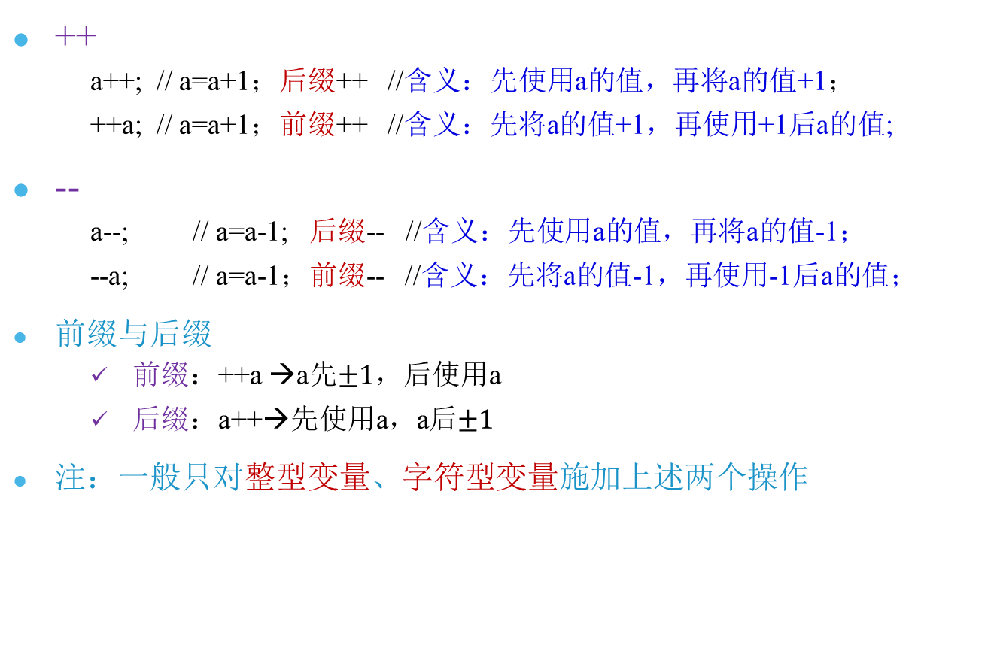 ++
a++; // a=a+1；后缀++ //含义：先使用a的值，再将a的值+1；
++a; // a=a+1；前缀++ //含义：先将a的值+1，再使用+1后a的值;
--
a--; // a=a-1; 后缀-- //含义：先使用a的值，再将a的值-1；
--a; // a=a-1；前缀-- //含义：先将a的值-1，再使用-1后a的值；
前缀与后缀
前缀：++a →a先±1，后使用a
后缀：a++→先使用a，a后±1
注：一般只对整型变量、字符型变量施加上述两个操作